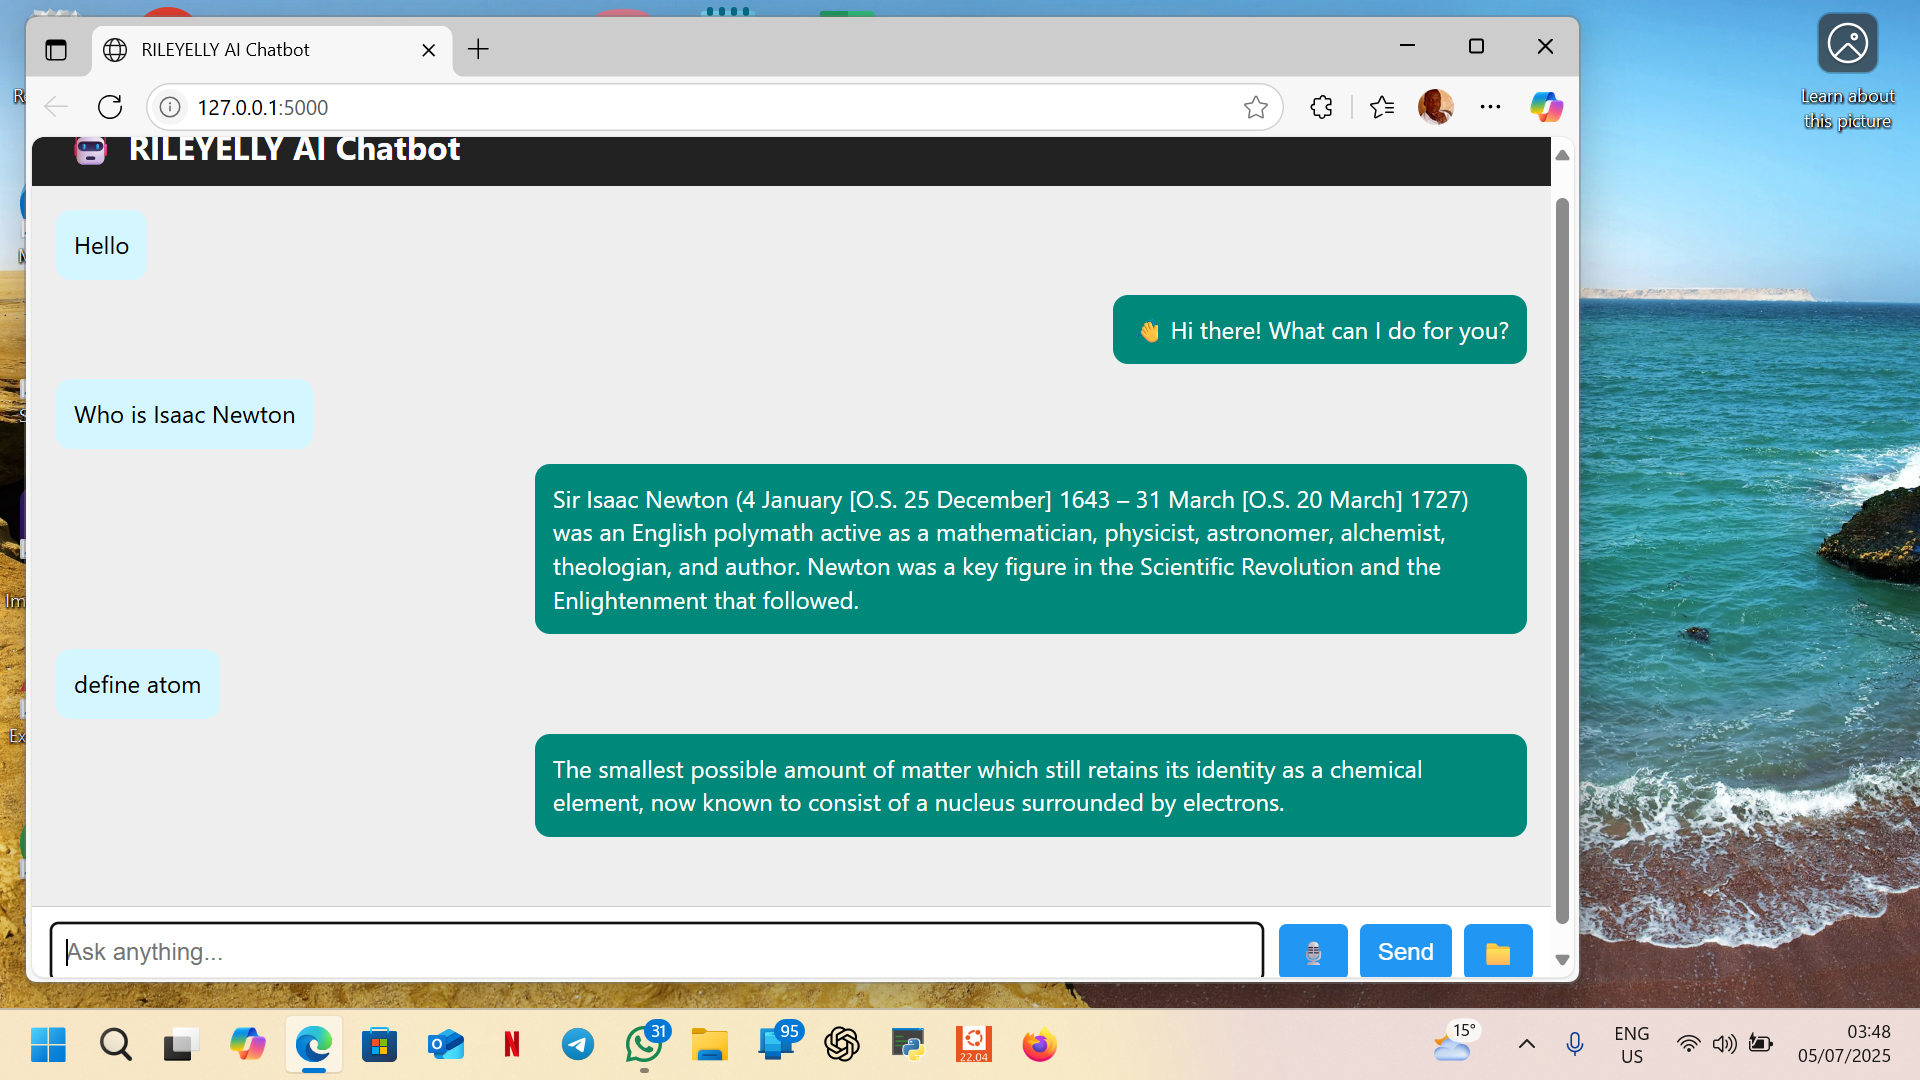 RILEYELLY AI Chatbot
127.0.0.1:5000
Learn about
this picture
RILEYELLY AI Chatbot
Hello
👋 Hi there! What can I do for you?
Who is Isaac Newton
Sir Isaac Newton (4 January [O.S. 25 December] 1643 – 31 March [O.S. 20 March] 1727)
was an English polymath active as a mathematician, physicist, astronomer, alchemist,
theologian, and author. Newton was a key figure in the Scientific Revolution and the
Enlightenment that followed.
define atom
The smallest possible amount of matter which still retains its identity as a chemical
element, now known to consist of a nucleus surrounded by electrons.
Ask anything...
Send
31
95
22.04
15°
ENG
US
03:48
05/07/2025